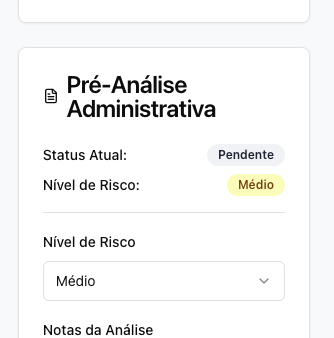 Pré-Análise
Administrativa
Status Atual: Pendente
Nível de Risco: Médio
Nível de Risco
Médio
Notas da Análise